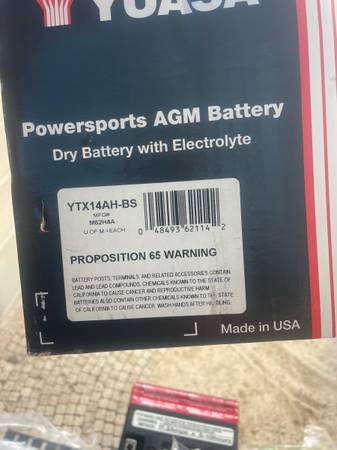 YUASA
Powersports AGM Battery
Dry Battery with Electrolyte
YTX14AH-BS
MFG#
M62H4A
U OF M =EACH
0 48493 62114 2
PROPOSITION 65 WARNING
BATTERY POSTS, TERMINALS, AND RELATED ACCESSORIES CONTAIN
LEAD AND LEAD COMPOUNDS, CHEMICALS KNOWN TO THE STATE OF
CALIFORNIA TO CAUSE CANCER AND REPRODUCTIVE HARM
BATTERIES ALSO CONTAIN OTHER CHEMICALS KNOWN TO THE STATE
OF CALIFORNIA TO CAUSE CANCER. WASH HANDS AFTER HANDLING.
Made in USA